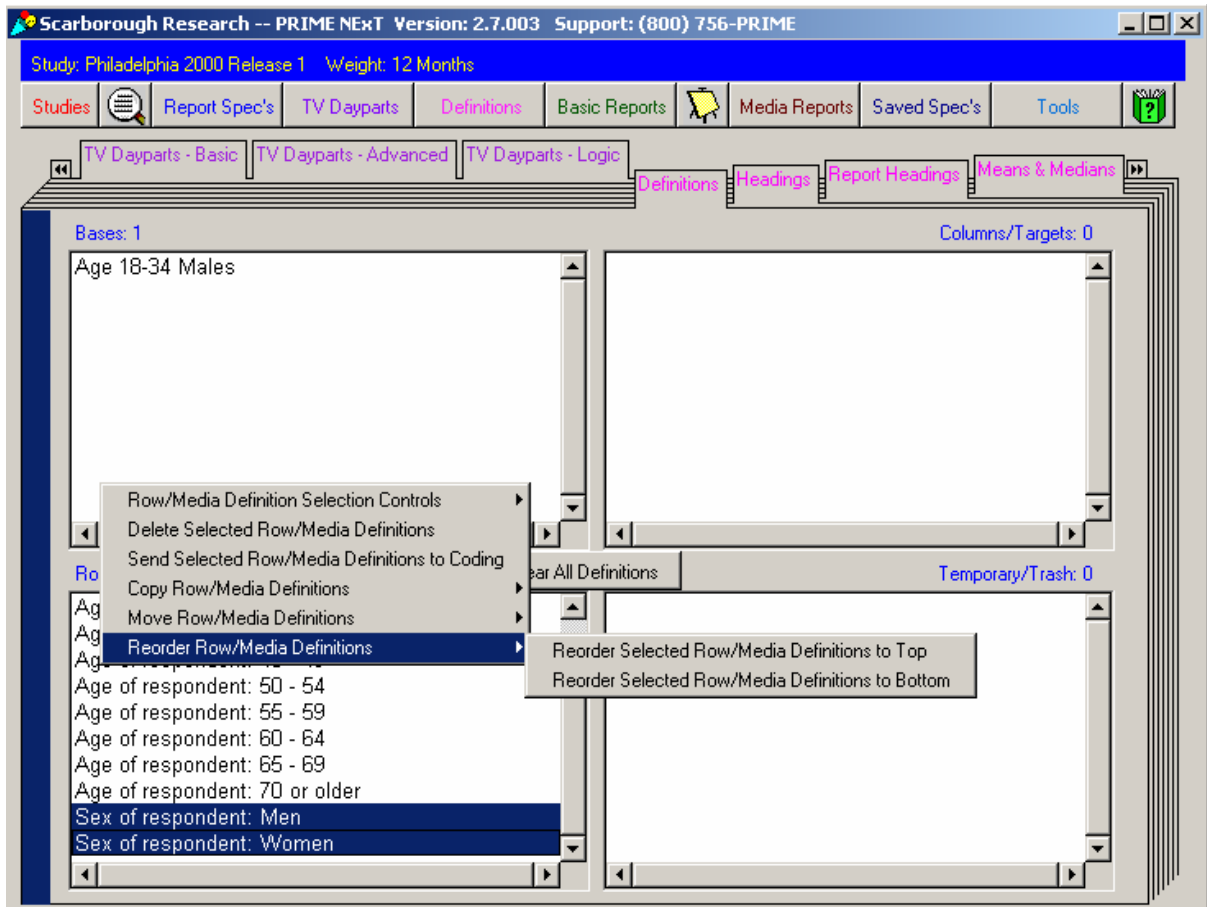 Scarborough Research -- PRIME NExT Version: 2.7.003 Support: (800) 756-PRIME
Study: Philadelphia 2000 Release 1 Weight: 12 Months
Studies Report Spec's TV Dayparts Definitions Basic Reports Media Reports Saved Spec's Tools
TV Dayparts - Basic TV Dayparts - Advanced TV Dayparts - Logic
Definitions Headings Report Headings Means & Medians
Bases: 1 Columns/Targets: 0
Age 18-34 Males
Row/Media Definition Selection Controls
Delete Selected Row/Media Definitions
Send Selected Row/Media Definitions to Coding
Copy Row/Media Definitions
Move Row/Media Definitions
Reorder Row/Media Definitions
All Definitions
Temporary/Trash: 0
Reorder Selected Row/Media Definitions to Top
Reorder Selected Row/Media Definitions to Bottom
Age of respondent: 50 - 54
Age of respondent: 55 - 59
Age of respondent: 60 - 64
Age of respondent: 65 - 69
Age of respondent: 70 or older
Sex of respondent: Men
Sex of respondent: Women